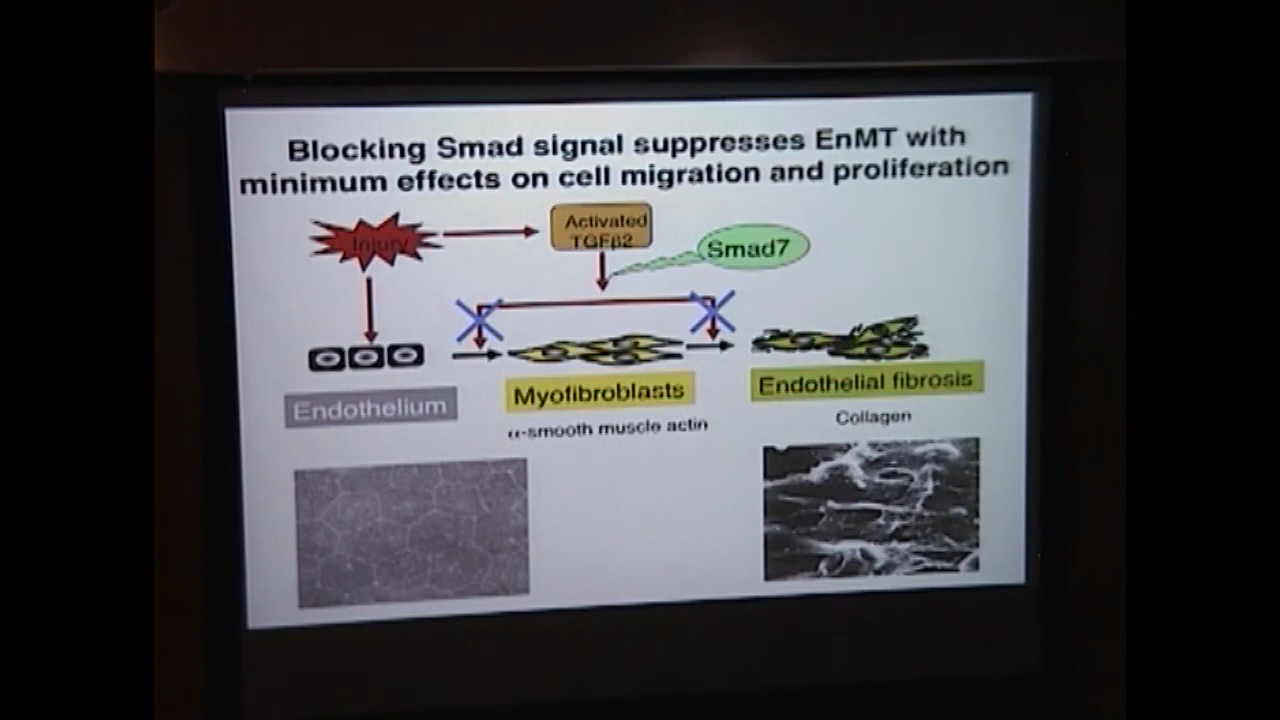 Blocking Smad signal suppresses EnMT with
minimum effects on cell migration and proliferation
Injury
Activated
TGFβ2
Smad7
Endothelium
Myofibroblasts
α-smooth muscle actin
Endothelial fibrosis
Collagen